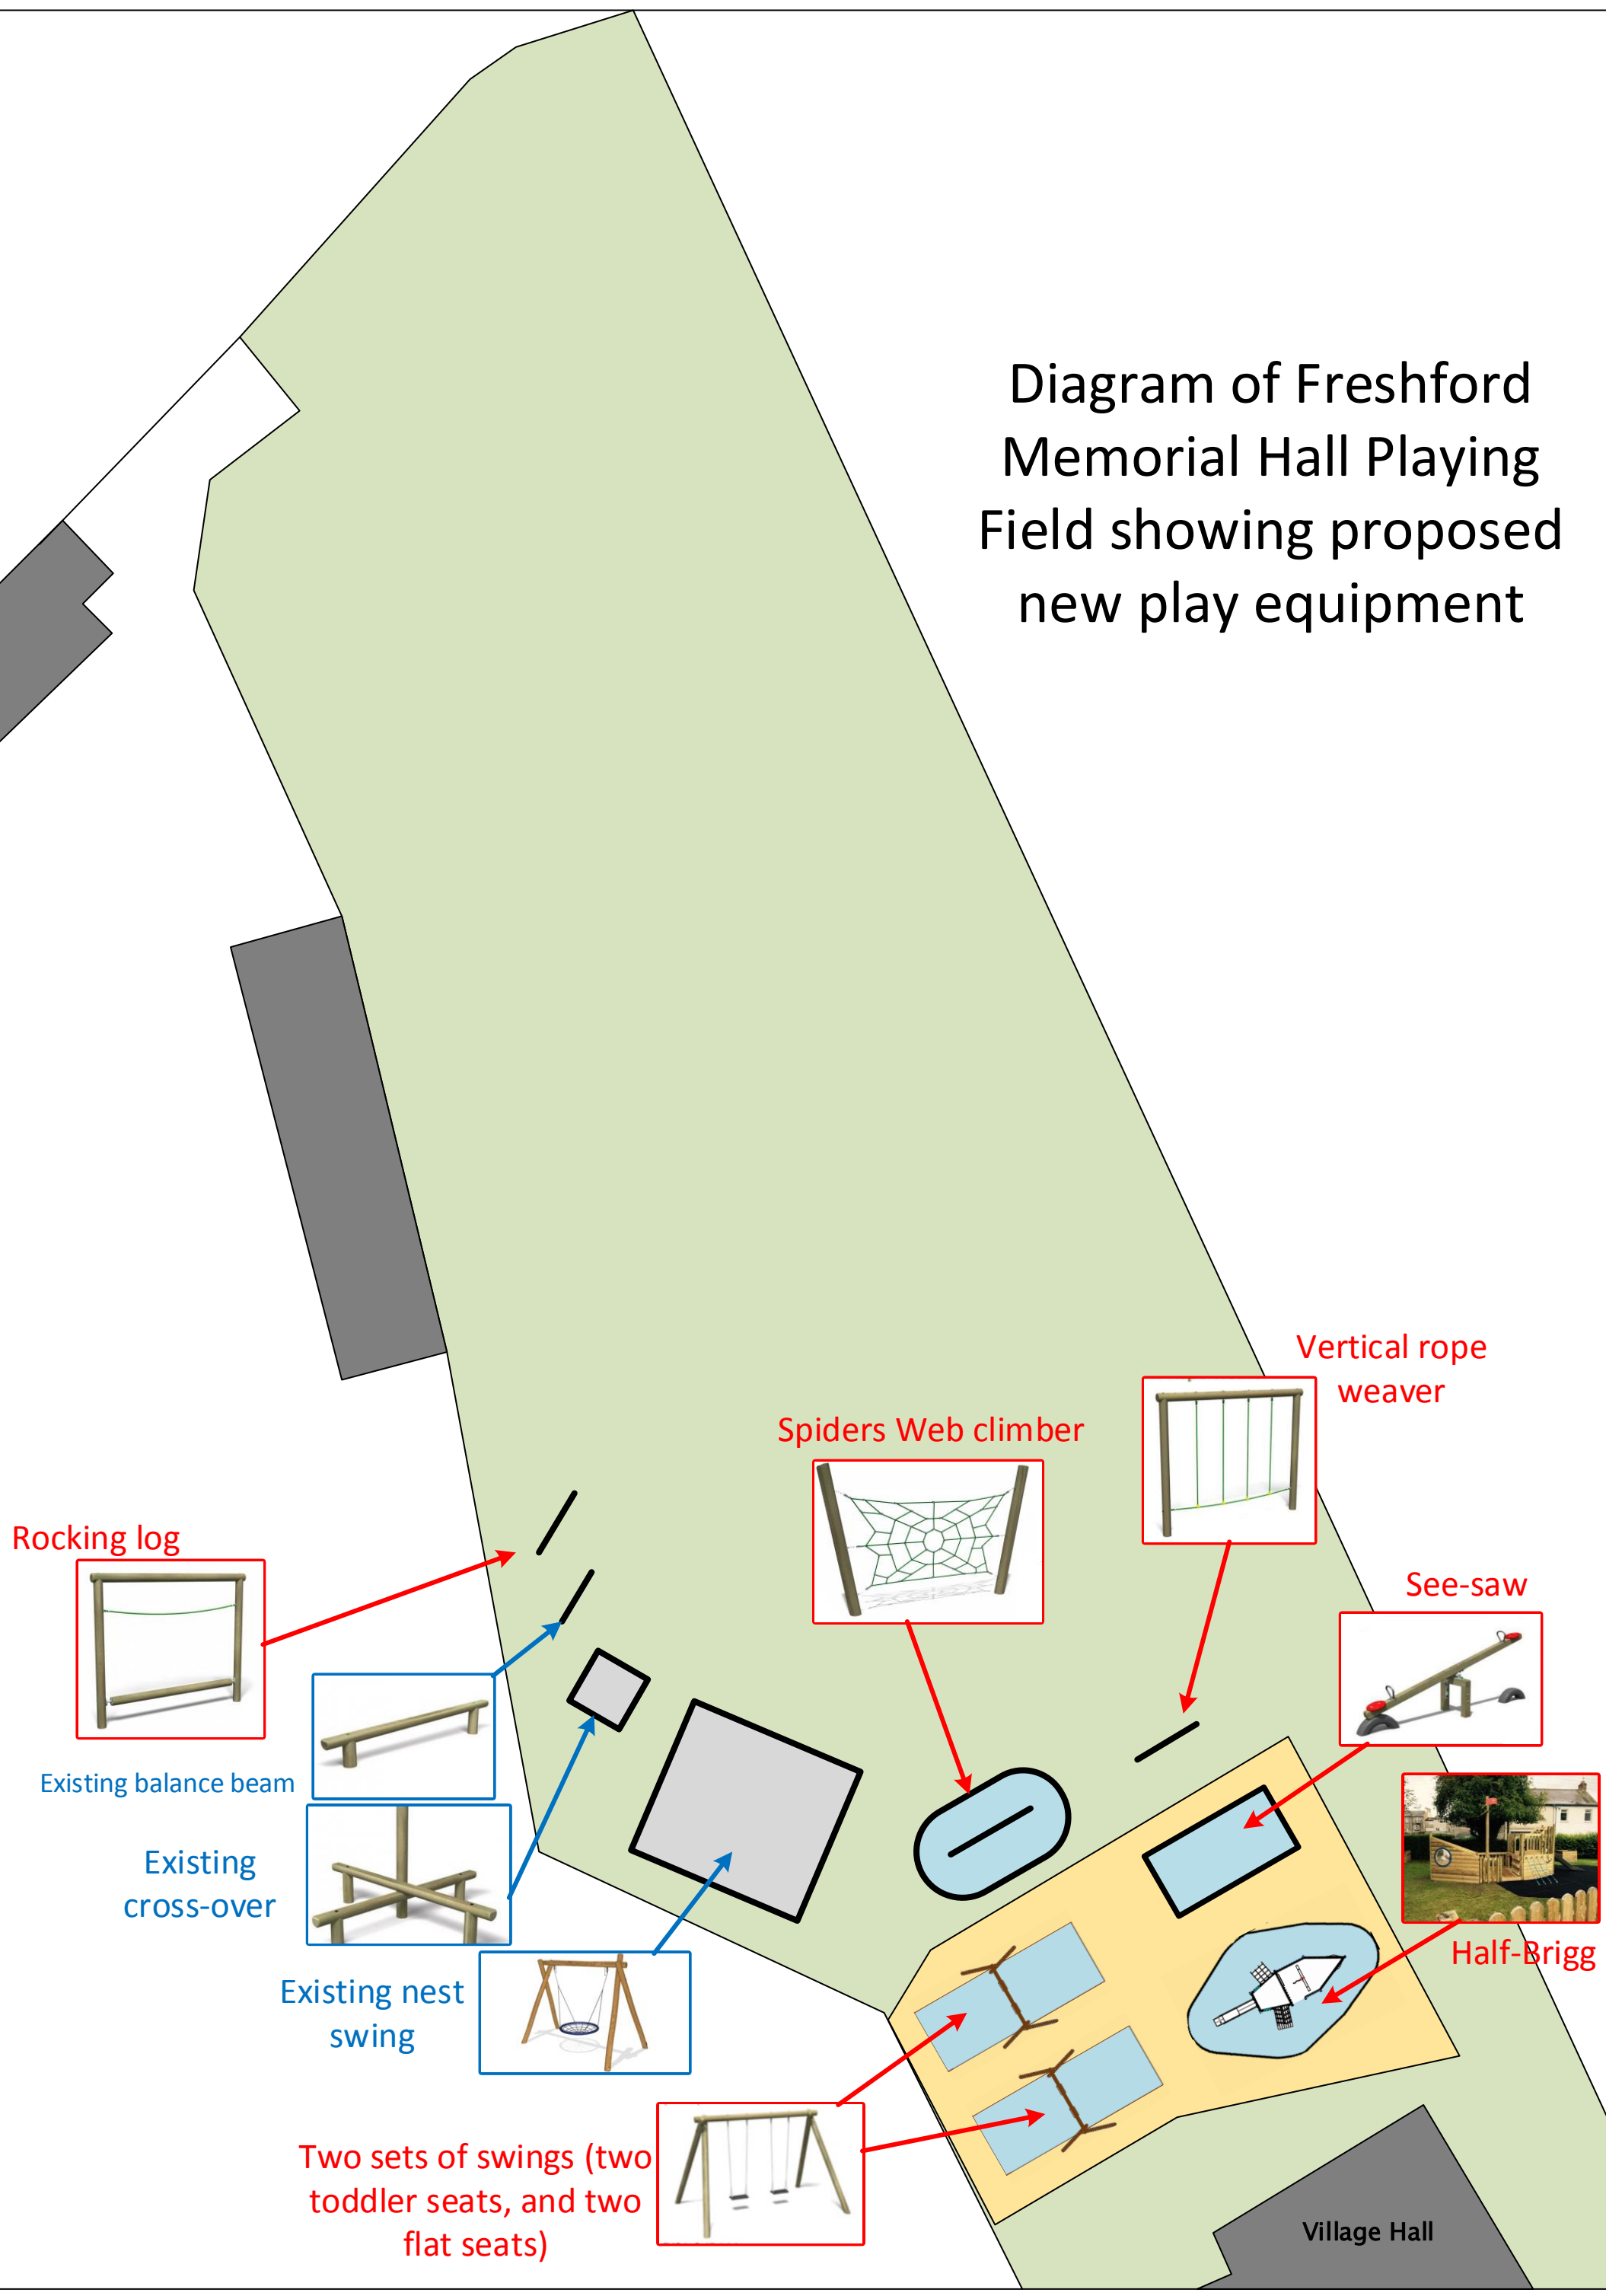 Diagram of Freshford
Memorial Hall Playing
Field showing proposed
new play equipment
Vertical rope
weaver
Spiders Web climber
Rocking log
See-saw
Existing balance beam
Existing
cross-over
Half-Brigg
Existing nest
swing
Two sets of swings (two
toddler seats, and two
flat seats)
Village Hall